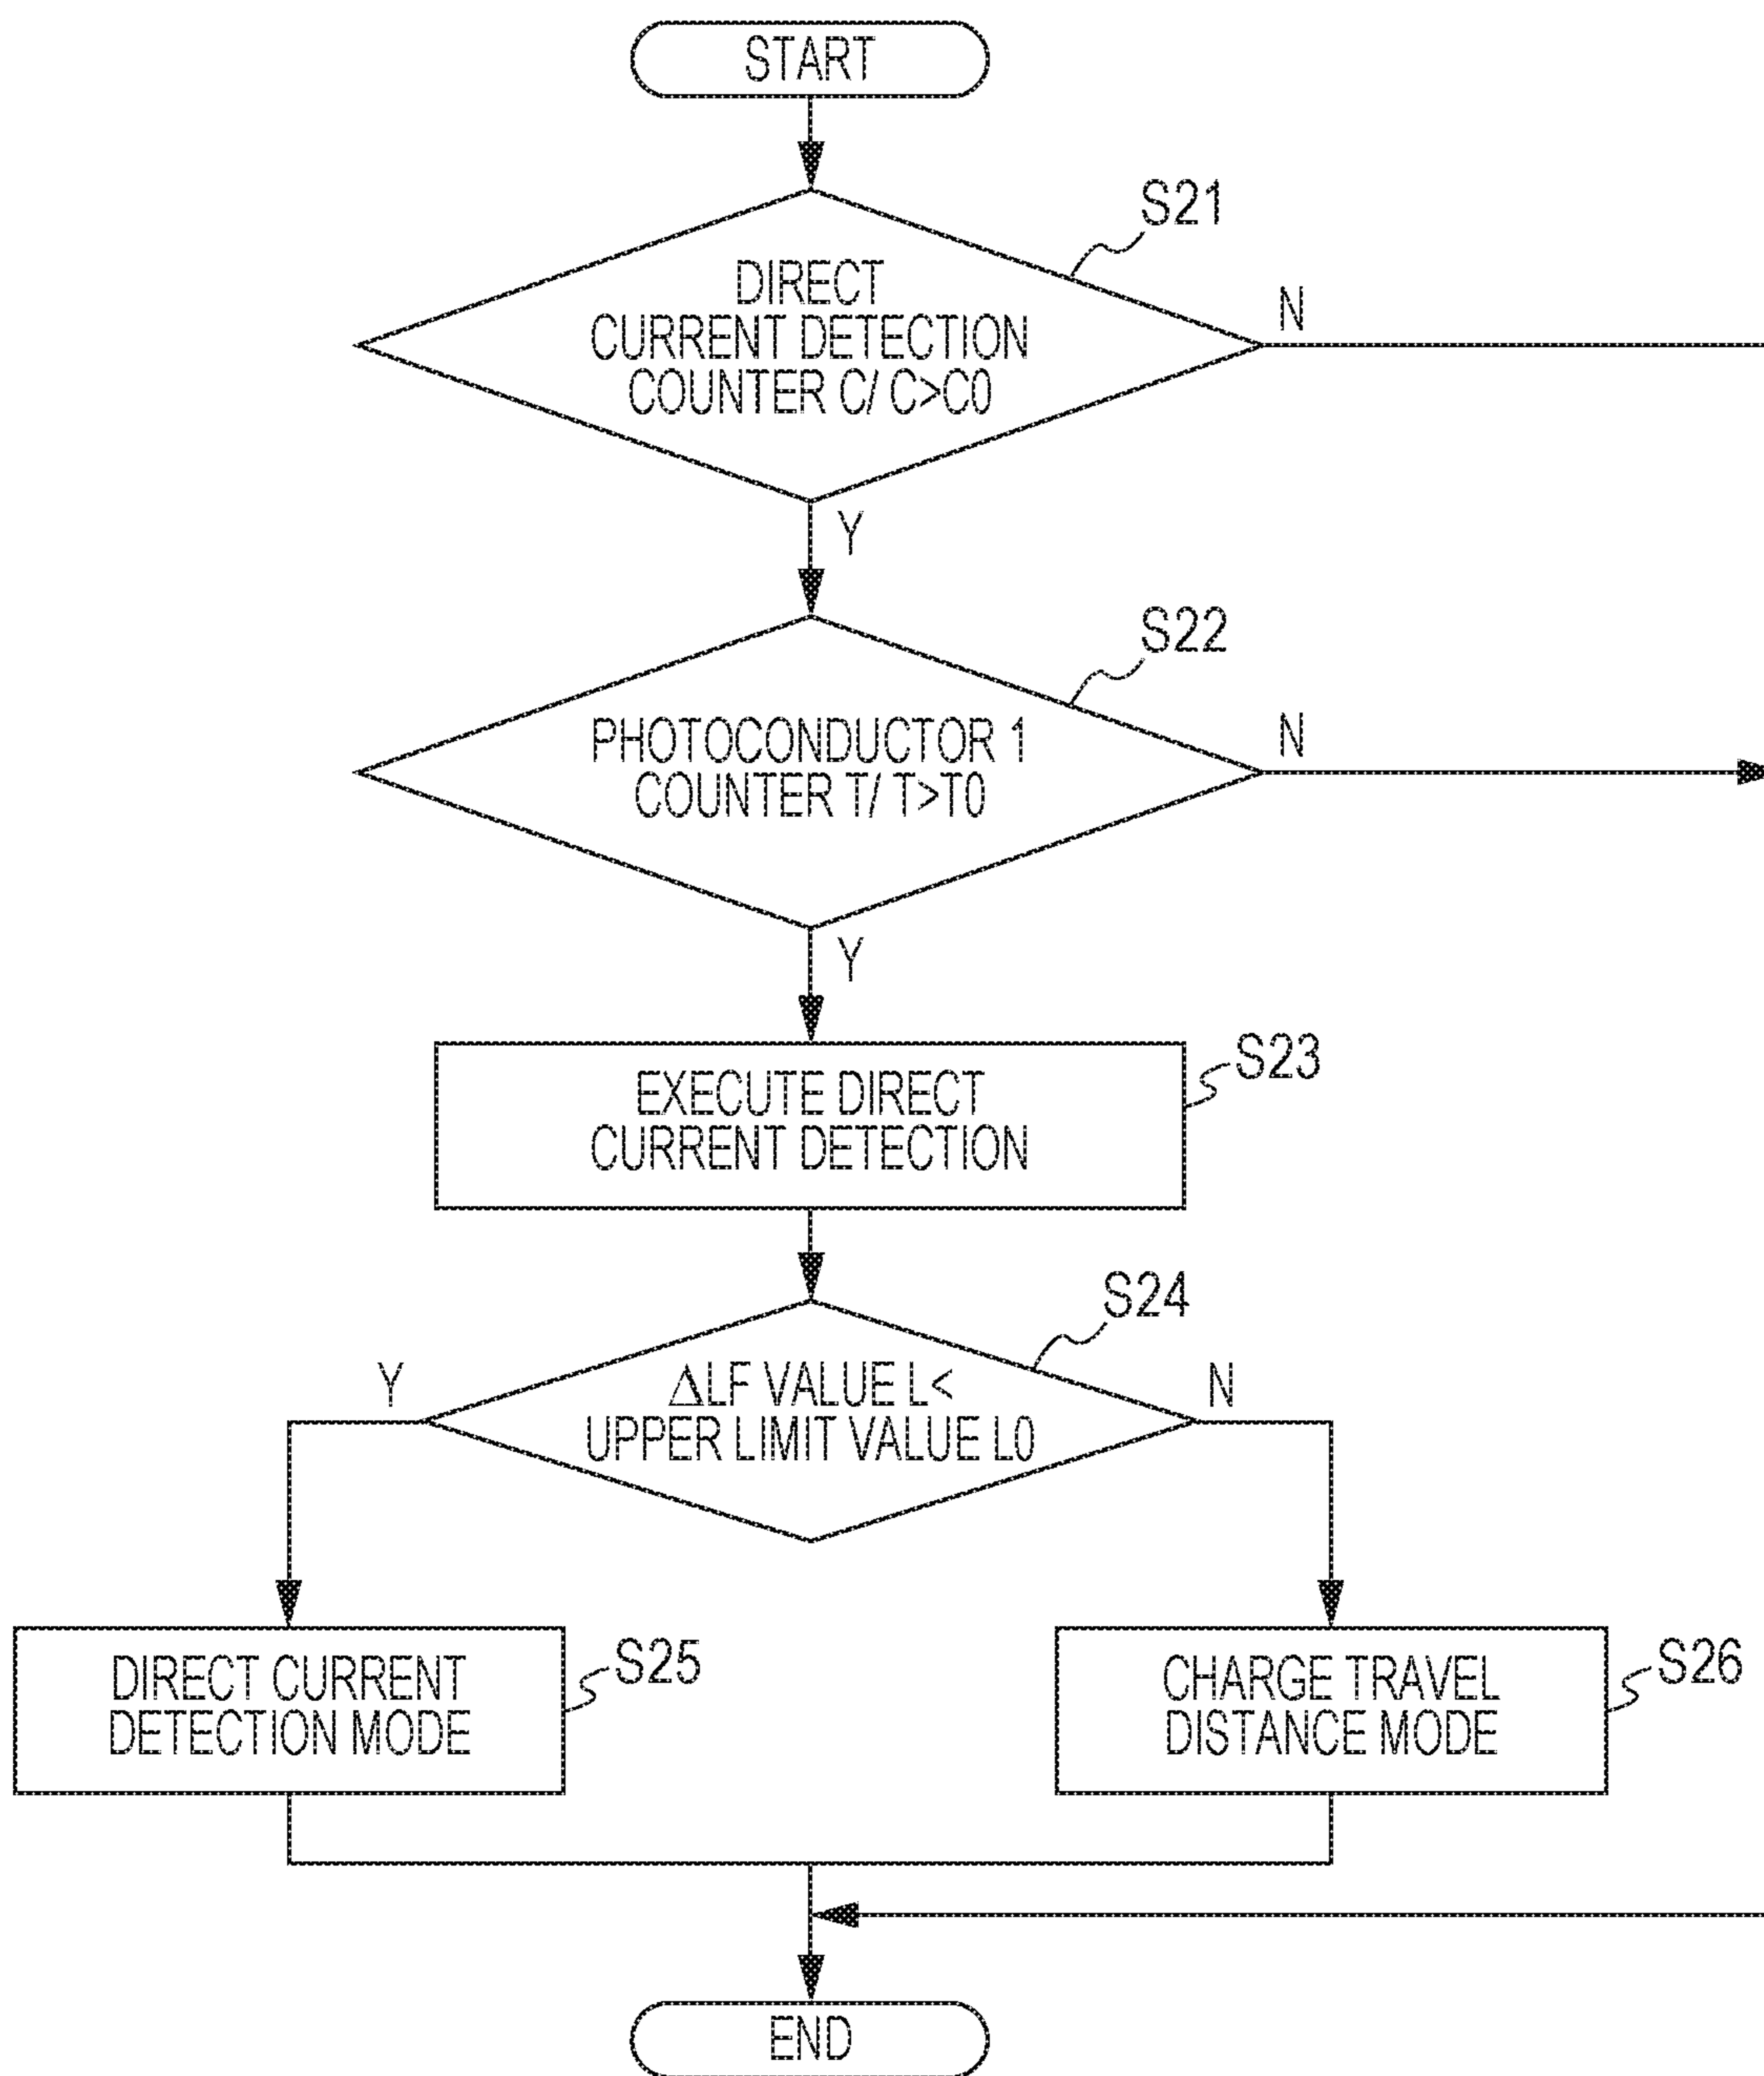 START
S21
DIRECT
CURRENT DETECTION
COUNTER C/ C>C0
N
Y
S22
PHOTOCONDUCTOR 1
COUNTER T/ T>T0
N
Y
S23
EXECUTE DIRECT
CURRENT DETECTION
S24
Y
ΔLF VALUE L<
UPPER LIMIT VALUE L0
N
DIRECT CURRENT
DETECTION MODE
S25
CHARGE TRAVEL
DISTANCE MODE
S26
END